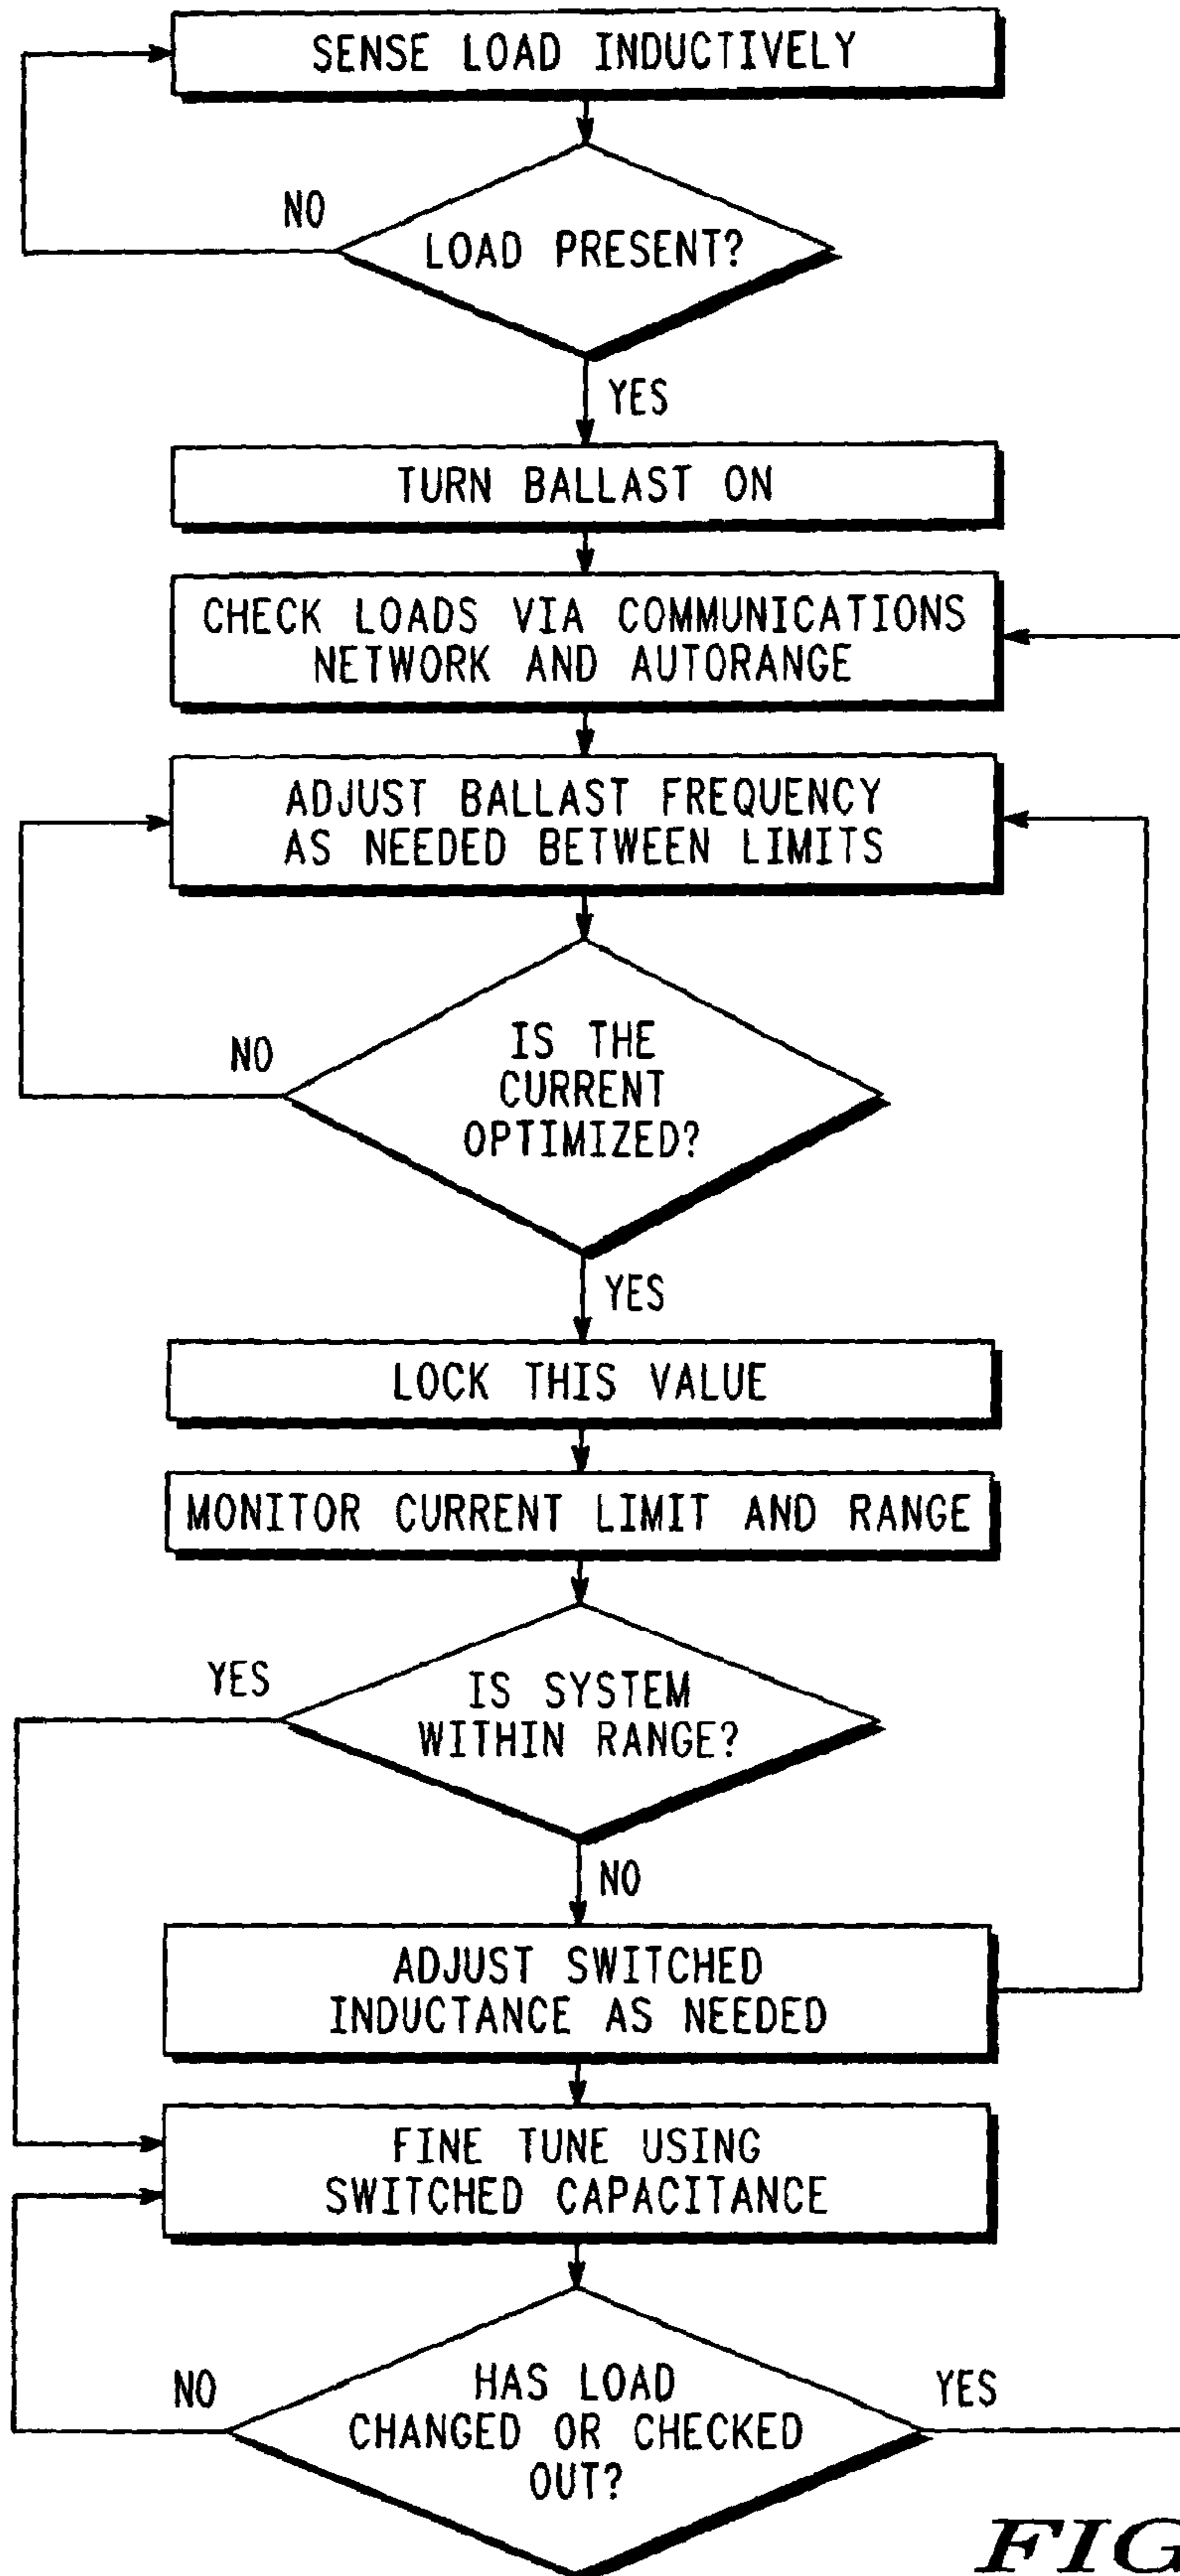 SENSE LOAD INDUCTIVELY
NO
LOAD PRESENT?
YES
TURN BALLAST ON
CHECK LOADS VIA COMMUNICATIONS
NETWORK AND AUTORANGE
ADJUST BALLAST FREQUENCY
AS NEEDED BETWEEN LIMITS
NO
IS THE
CURRENT
OPTIMIZED?
YES
LOCK THIS VALUE
MONITOR CURRENT LIMIT AND RANGE
YES
IS SYSTEM
WITHIN RANGE?
NO
ADJUST SWITCHED
INDUCTANCE AS NEEDED
FINE TUNE USING
SWITCHED CAPACITANCE
NO
HAS LOAD
CHANGED OR CHECKED
OUT?
YES
FIG